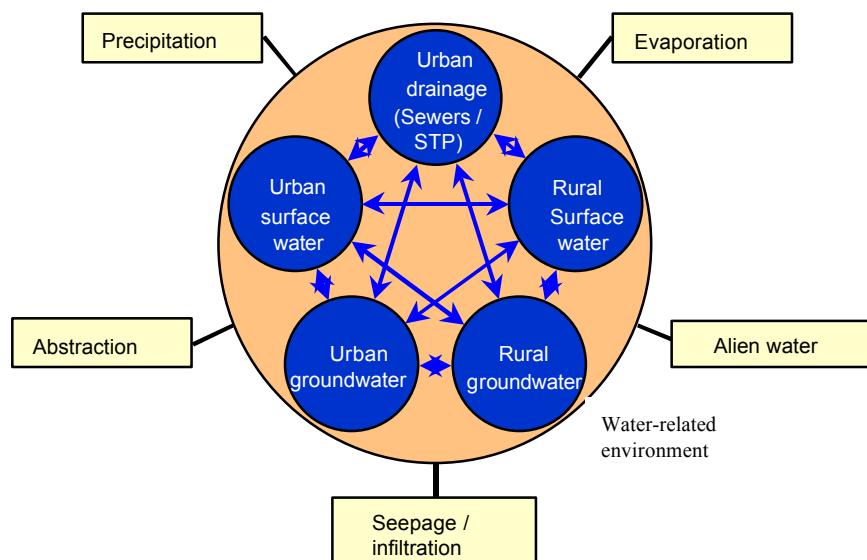 Precipitation
Evaporation
Urban
drainage
(Sewers /
STP)
Urban
surface
water
Rural
Surface
water
Urban
groundwater
Rural
groundwater
Abstraction
Alien water
Water-related
environment
Seepage /
infiltration